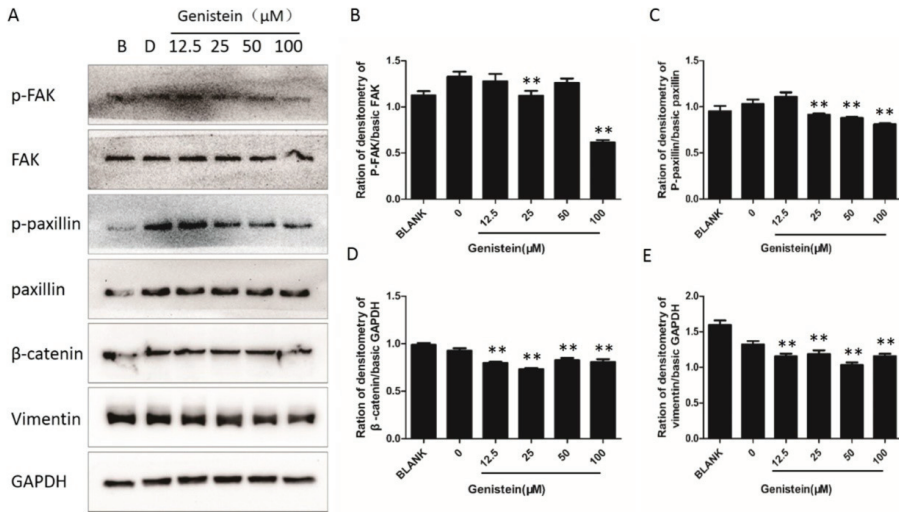 A
Genistein（μM）
B D 12.5 25 50 100
p-FAK
FAK
p-paxillin
paxillin
β-catenin
Vimentin
GAPDH
B
Ration of densitometry of
P-FAK/basic FAK
1.5
1.0
0.5
0.0
**
**
BLANK 0 12.5 25 50 100
Genistein(μM)
C
Ration of densitometry of
P-paxillin/basic paxillin
1.5
1.0
0.5
0.0
** ** **
BLANK 0 12.5 25 50 100
Genistein(μM)
D
Ration of densitometry of
β -catenin/basic GAPDH
1.5
1.0
0.5
0.0
** ** ** **
BLANK 0 12.5 25 50 100
Genistein(μM)
E
Ration of densitometry of
vimentin/basic GAPDH
2.0
1.5
1.0
0.5
0.0
** ** ** **
BLANK 0 12.5 25 50 100
Genistein(μM)